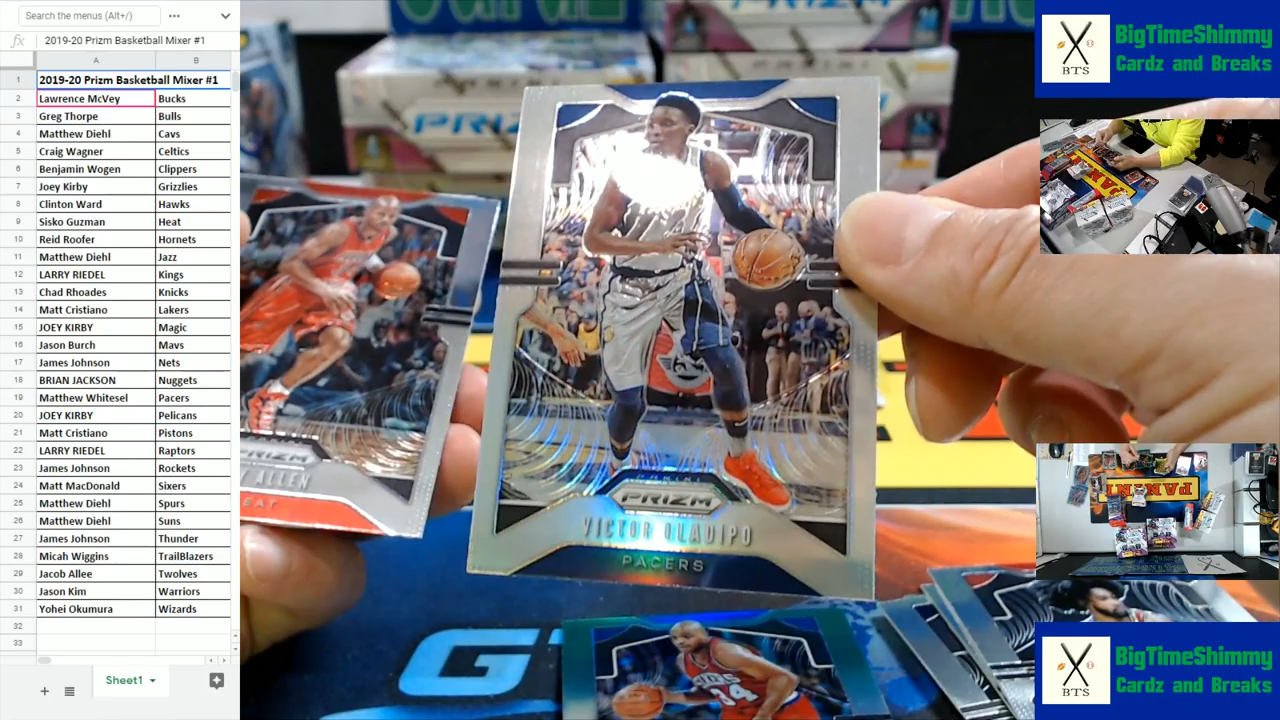 Search the menus (Alt+/)
fx 2019-20 Prizm Basketball Mixer #1
A B
1 2019-20 Prizm Basketball Mixer #1
2 Lawrence McVey Bucks
3 Greg Thorpe Bulls
4 Matthew Diehl Cavs
5 Craig Wagner Celtics
6 Benjamin Wogen Clippers
7 Joey Kirby Grizzlies
8 Clinton Ward Hawks
9 Sisko Guzman Heat
10 Reid Roofer Hornets
11 Matthew Diehl Jazz
12 LARRY RIEDEL Kings
13 Chad Rhoades Knicks
14 Matt Cristiano Lakers
15 JOEY KIRBY Magic
16 Jason Burch Mavs
17 James Johnson Nets
18 BRIAN JACKSON Nuggets
19 Matthew Whitesel Pacers
20 JOEY KIRBY Pelicans
21 Matt Cristiano Pistons
22 LARRY RIEDEL Raptors
23 James Johnson Rockets
24 Matt MacDonald Sixers
25 Matthew Diehl Spurs
26 Matthew Diehl Suns
27 James Johnson Thunder
28 Micah Wiggins TrailBlazers
29 Jacob Allee Twolves
30 Jason Kim Warriors
31 Yohei Okumura Wizards
32
33
Sheet1
PANINI
PRIZM
VICTOR OLADIPO
PACERS
ALLEN
34
BTS
BigTimeShimmy
Cardz and Breaks
PANINI
PANINI
BTS
BigTimeShimmy
Cardz and Breaks